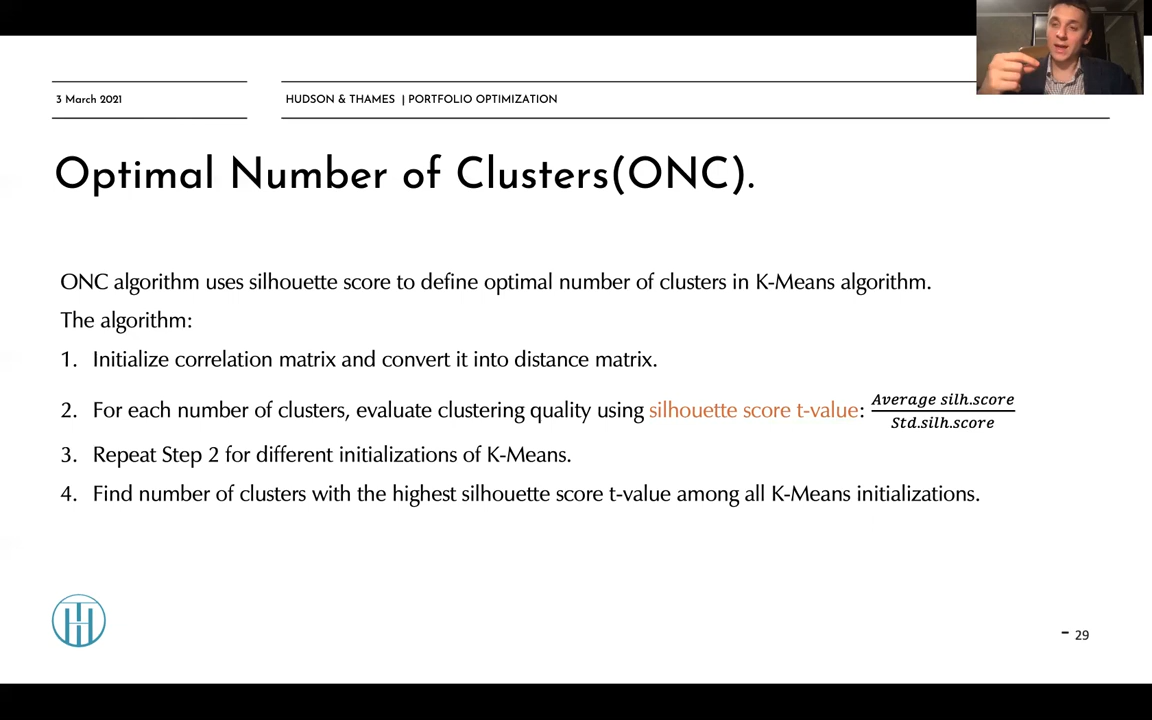 3 March 2021
HUDSON & THAMES | PORTFOLIO OPTIMIZATION
Optimal Number of Clusters(ONC).
ONC algorithm uses silhouette score to define optimal number of clusters in K-Means algorithm.
The algorithm:
1. Initialize correlation matrix and convert it into distance matrix.
2. For each number of clusters, evaluate clustering quality using silhouette score t-value: Average silh.score / Std.silh.score
3. Repeat Step 2 for different initializations of K-Means.
4. Find number of clusters with the highest silhouette score t-value among all K-Means initializations.
HT
- 29